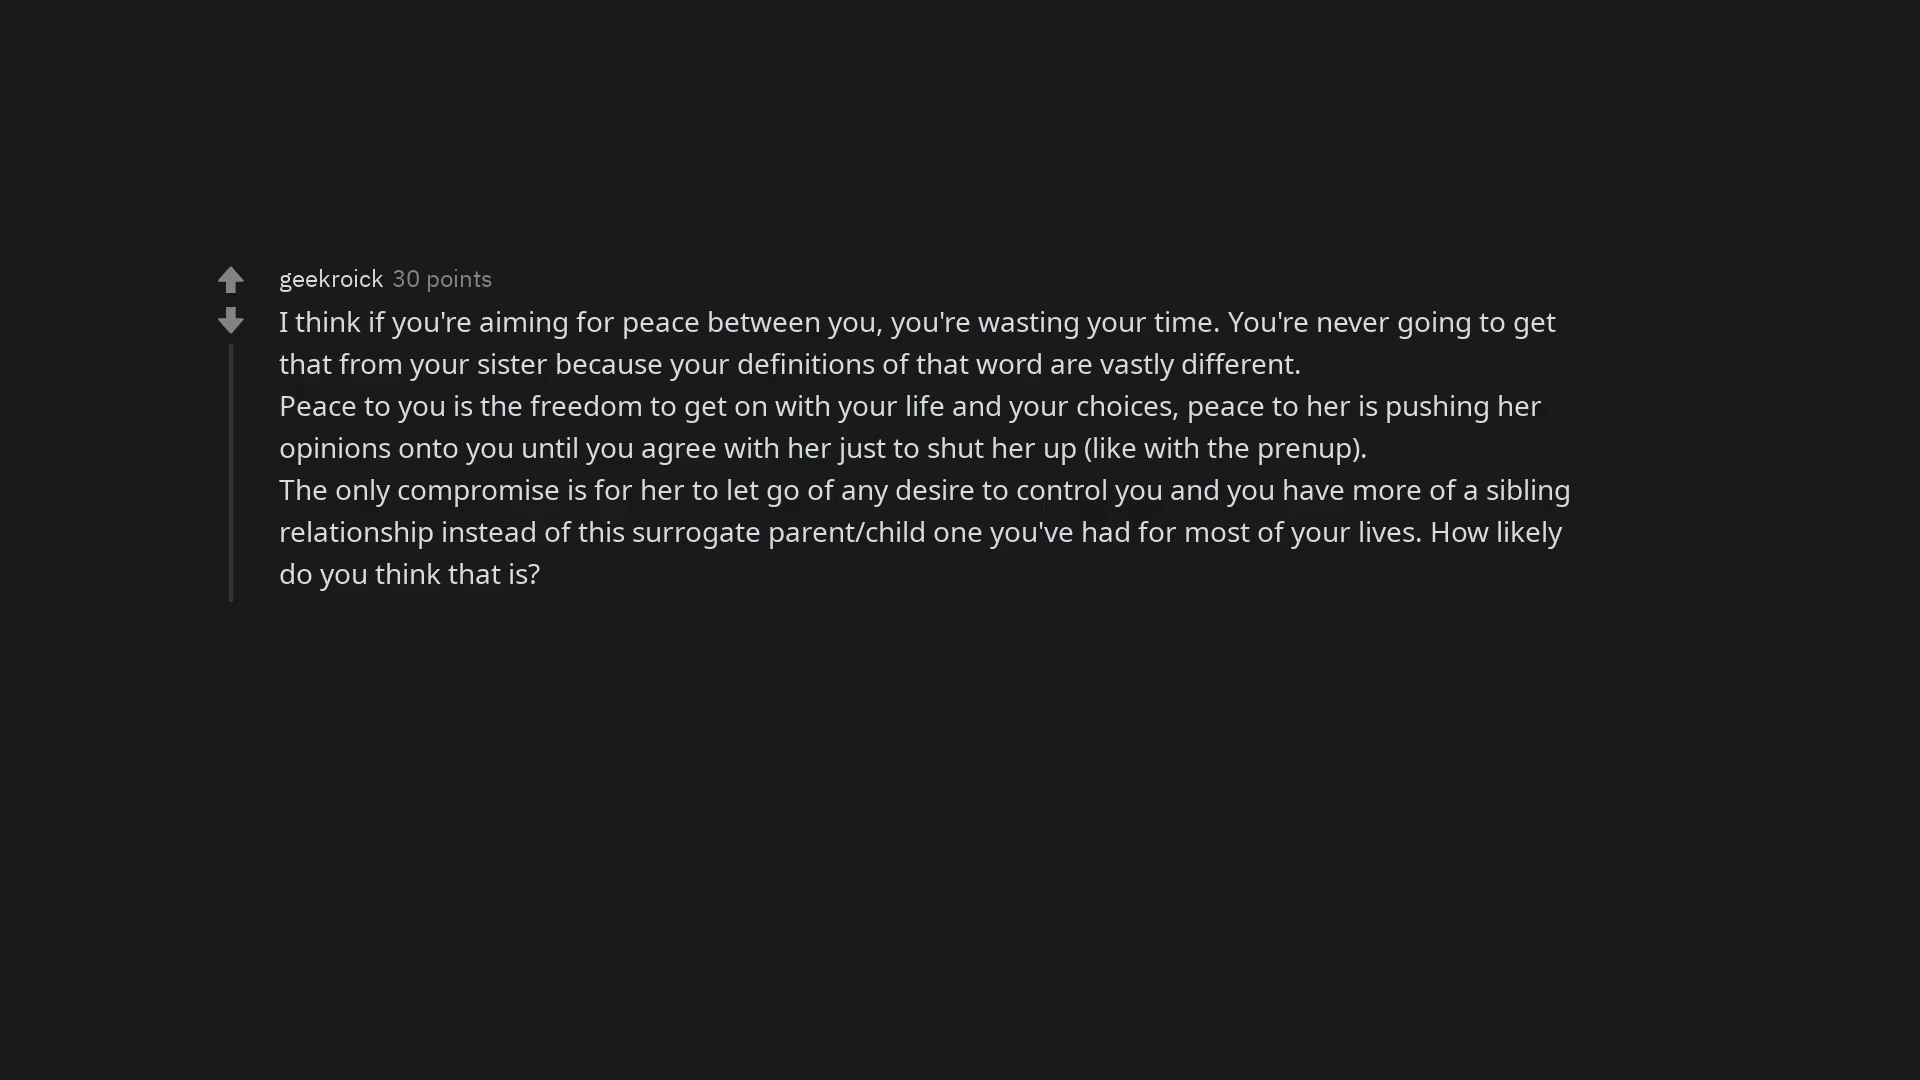 geekroick 30 points
I think if you're aiming for peace between you, you're wasting your time. You're never going to get
that from your sister because your definitions of that word are vastly different.
Peace to you is the freedom to get on with your life and your choices, peace to her is pushing her
opinions onto you until you agree with her just to shut her up (like with the prenup).
The only compromise is for her to let go of any desire to control you and you have more of a sibling
relationship instead of this surrogate parent/child one you've had for most of your lives. How likely
do you think that is?